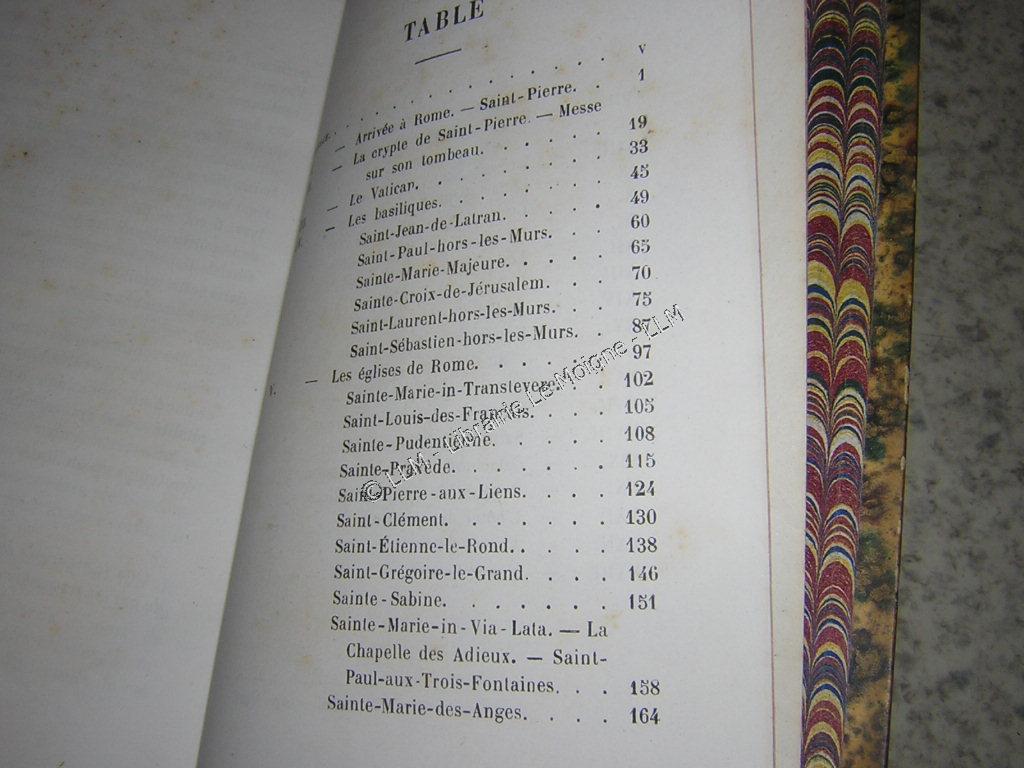 TABLE
. . . . . . . . . . v
— Arrivée à Rome. — Saint-Pierre. . 1
— La crypte de Saint-Pierre. — Messe
sur son tombeau. . . . . . 19
— Le Vatican. . . . . . . . 33
— Les basiliques. . . . . . . 45
Saint-Jean-de-Latran. . . . . 49
Saint-Paul-hors-les-Murs. . . 60
Sainte-Marie-Majeure. . . . . 65
Sainte-Croix-de-Jérusalem. . . 70
Saint-Laurent-hors-les-Murs. . . 75
Saint-Sébastien-hors-les-Murs. . 87
V. — Les églises de Rome. . . . . . 97
Sainte-Marie-in-Transtevere. . . 102
Saint-Louis-des-Français. . . . 105
Sainte-Pudentienne. . . . . 108
Sainte-Praxède. . . . . . . 115
Saint-Pierre-aux-Liens. . . . 124
Saint-Clément. . . . . . . 130
Saint-Étienne-le-Rond. . . . . 138
Saint-Grégoire-le-Grand. . . . 146
Sainte-Sabine. . . . . . . 151
Sainte-Marie-in-Via-Lata. — La
Chapelle des Adieux. — Saint-
Paul-aux-Trois-Fontaines. . . 158
Sainte-Marie-des-Anges. . . . . 164
© LLM - Librairie Le Moigne - LLM